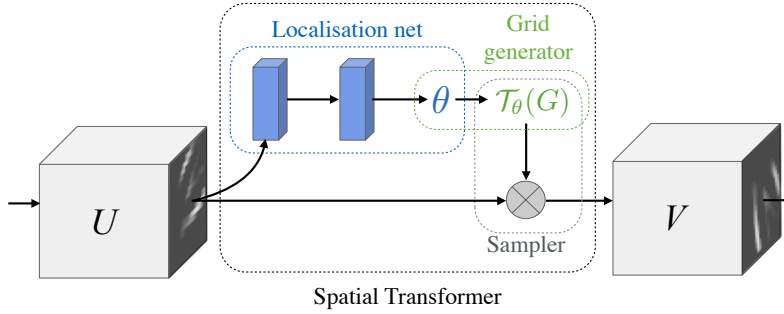 Localisation net
Grid
generator
θ
𝒯θ(G)
U
V
Sampler
Spatial Transformer